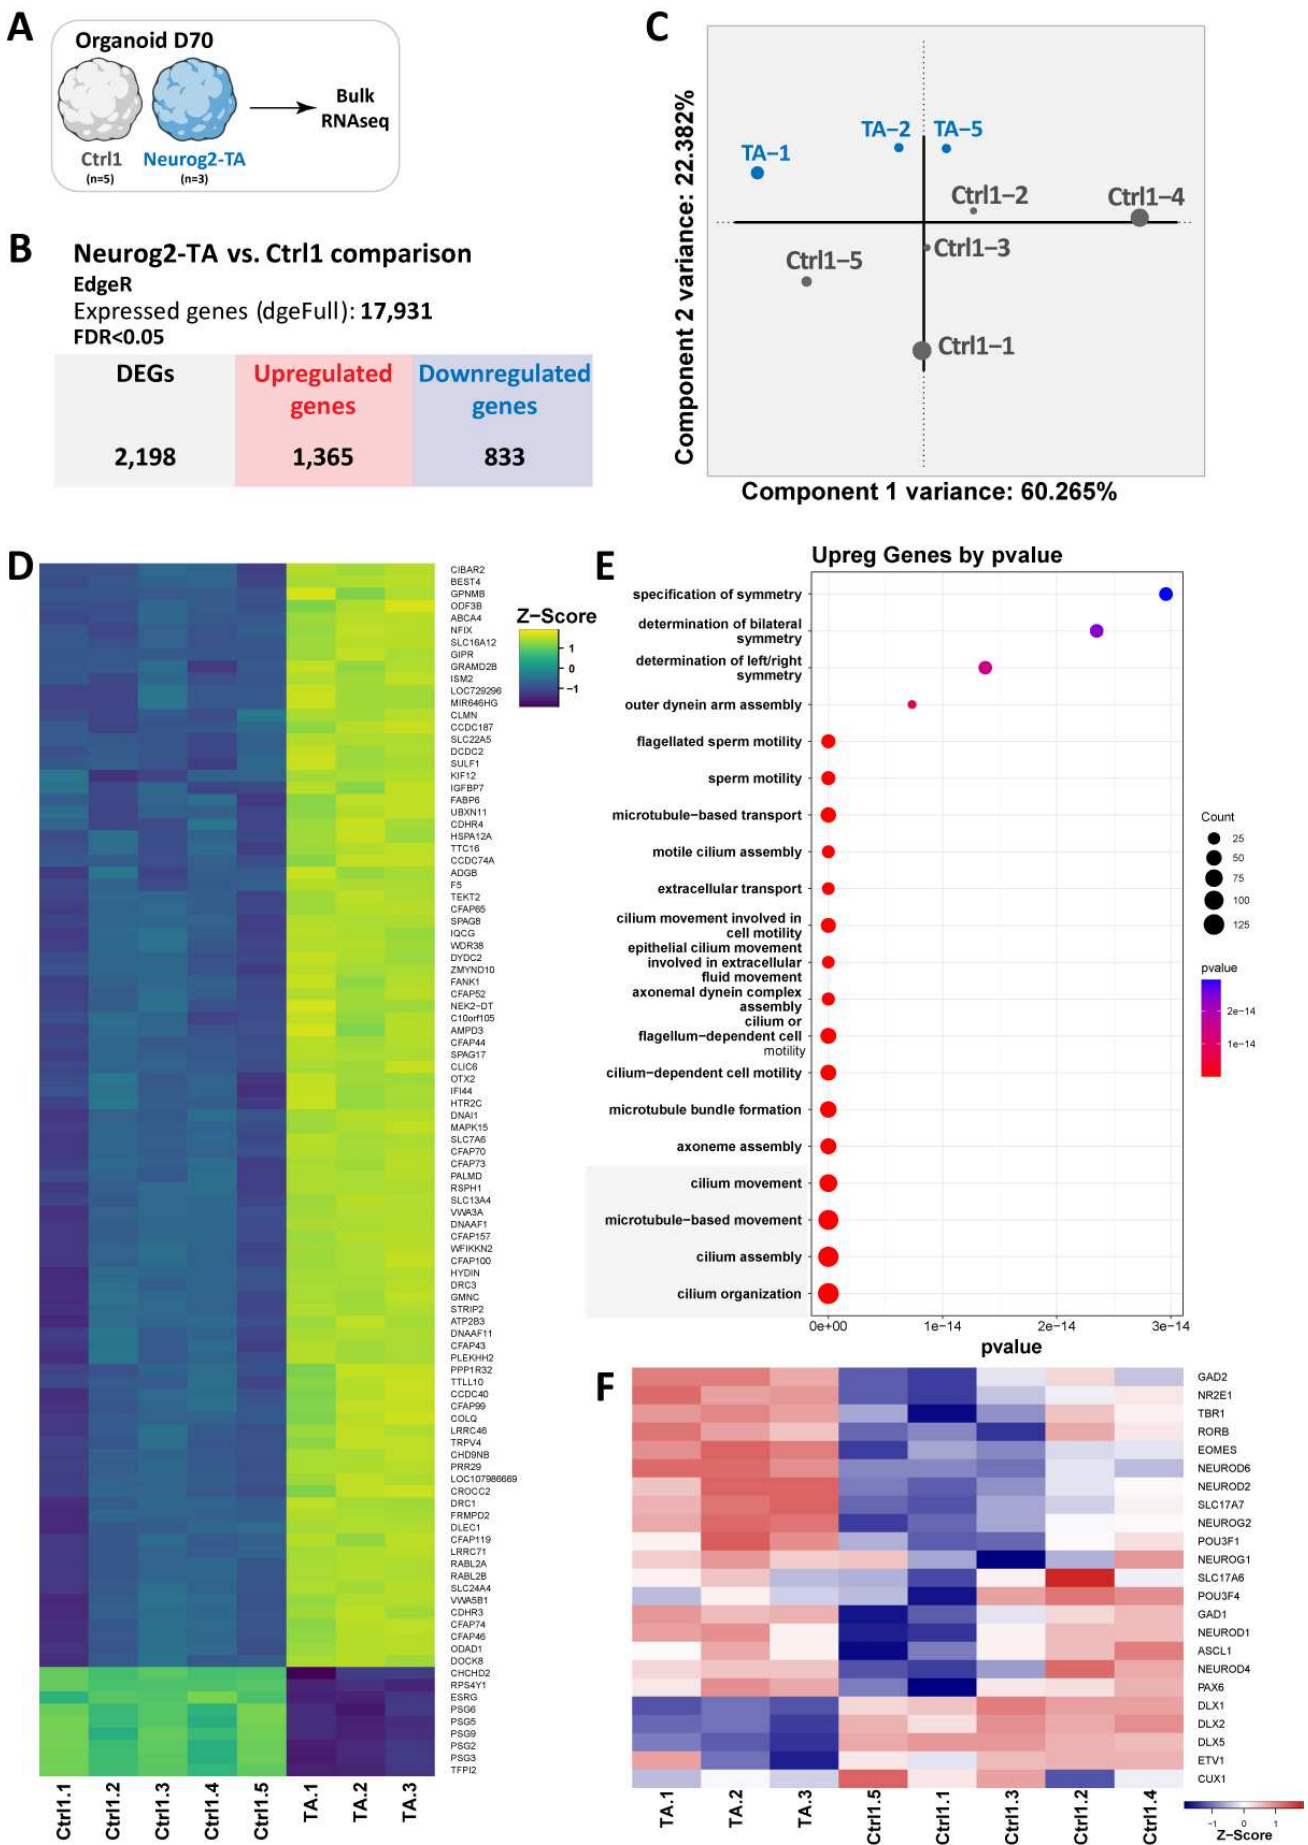 A
Organoid D70
Bulk
RNAseq
Ctrl1
Neurog2-TA
(n=5)
(n=3)
B
Neurog2-TA vs. Ctrl1 comparison
EdgeR
Expressed genes (dgeFull): 17,931
FDR<0.05
DEGs
Upregulated
genes
Downregulated
genes
2,198
1,365
833
C
Component 2 variance: 22.382%
TA−2
TA−5
TA−1
Ctrl1−2
Ctrl1−4
Ctrl1−3
Ctrl1−5
Ctrl1−1
Component 1 variance: 60.265%
D
Z−Score
1
0
−1
CIBAR2
BEST4
GPNMB
ODF3B
ABCA4
NFIX
SLC16A12
GIPR
GRAMD2B
ISM2
LOC729296
MIR646HG
CLMN
CCDC187
SLC22A5
DCDC2
SULF1
KIF12
IGFBP7
FABP6
UBXN11
CDHR4
HSPA12A
TTC16
CCDC74A
ADGB
F5
TEKT2
CFAP65
SPAG8
IQCG
WDR38
DYDC2
ZMYND10
FANK1
CFAP52
NEK2−DT
C10orf105
AMPD3
CFAP44
SPAG17
CLIC6
OTX2
IFI44
HTR2C
DNAI1
MAPK15
SLC7A6
CFAP70
CFAP73
PALMD
RSPH1
SLC13A4
VWA3A
DNAAF1
CFAP157
WFIKKN2
CFAP100
HYDIN
DRC3
GMNC
STRIP2
ATP2B3
DNAAF11
CFAP43
PLEKHH2
PPP1R32
TTLL10
CCDC40
CFAP99
COLQ
LRRC46
TRPV4
CHD9NB
PRR29
LOC107986669
CROCC2
DRC1
FRMPD2
DLEC1
CFAP119
LRRC71
RABL2A
RABL2B
SLC24A4
VWA5B1
CDHR3
CFAP74
CFAP46
ODAD1
DOCK8
CHCHD2
RPS4Y1
ESRG
PSG6
PSG5
PSG9
PSG2
PSG3
TFPI2
Ctrl1.1
Ctrl1.2
Ctrl1.3
Ctrl1.4
Ctrl1.5
TA.1
TA.2
TA.3
E
Upreg Genes by pvalue
specification of symmetry
determination of bilateral
symmetry
determination of left/right
symmetry
outer dynein arm assembly
flagellated sperm motility
sperm motility
microtubule−based transport
motile cilium assembly
extracellular transport
cilium movement involved in
cell motility
epithelial cilium movement
involved in extracellular
fluid movement
axonemal dynein complex
assembly
cilium or
flagellum−dependent cell
motility
cilium−dependent cell motility
microtubule bundle formation
axoneme assembly
cilium movement
microtubule−based movement
cilium assembly
cilium organization
0e+00
1e−14
2e−14
3e−14
pvalue
Count
25
50
75
100
125
pvalue
2e−14
1e−14
F
GAD2
NR2E1
TBR1
RORB
EOMES
NEUROD6
NEUROD2
SLC17A7
NEUROG2
POU3F1
NEUROG1
SLC17A6
POU3F4
GAD1
NEUROD1
ASCL1
NEUROD4
PAX6
DLX1
DLX2
DLX5
ETV1
CUX1
TA.1
TA.2
TA.3
Ctrl1.5
Ctrl1.1
Ctrl1.3
Ctrl1.2
Ctrl1.4
−1
0
1
Z−Score